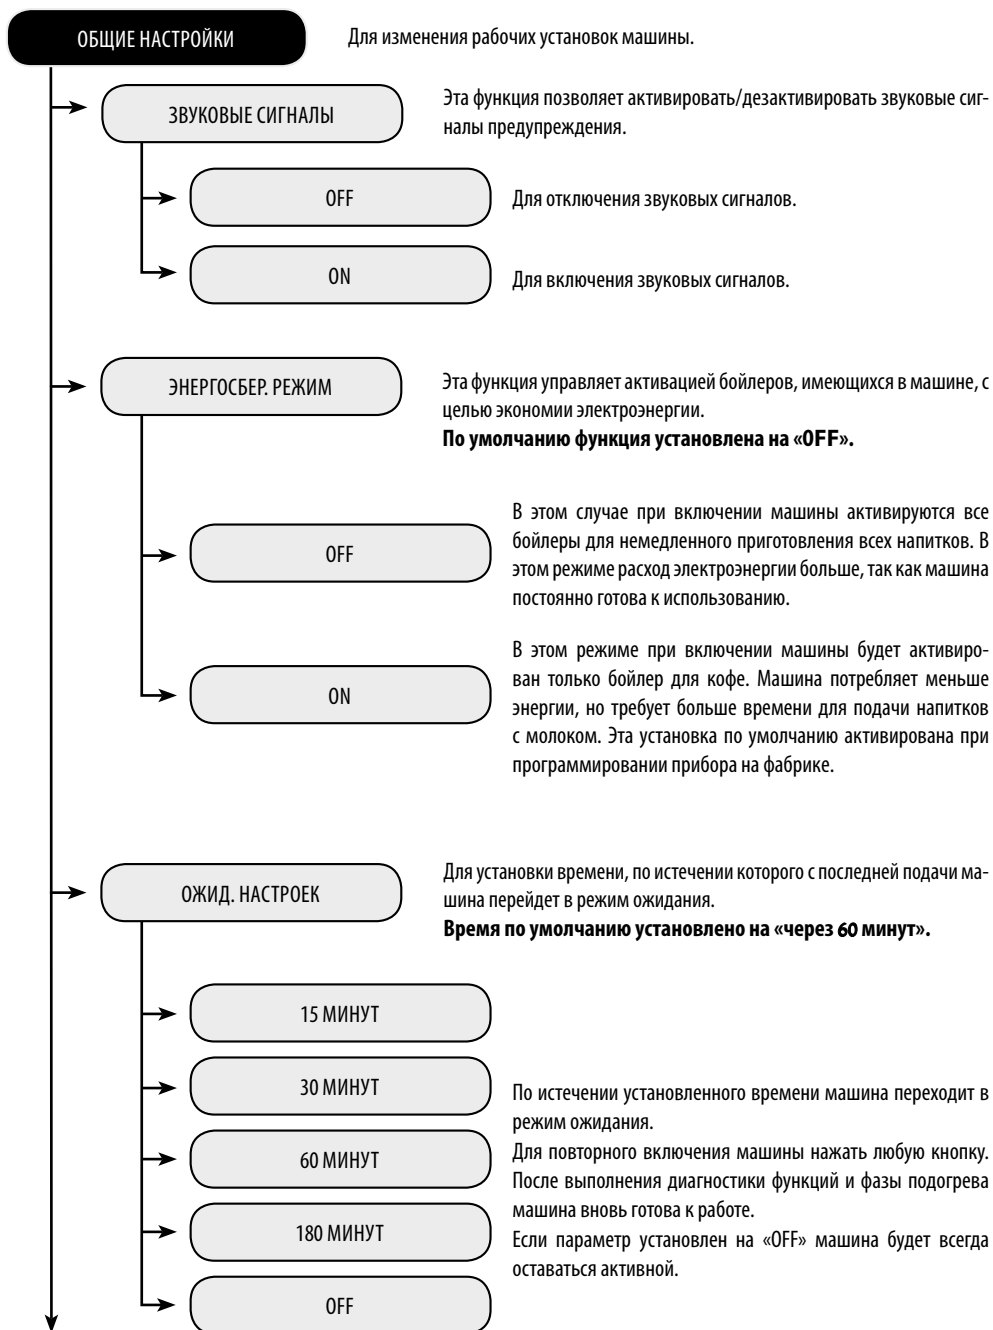 ОБЩИЕ НАСТРОЙКИ
Для изменения рабочих установок машины.
ЗВУКОВЫЕ СИГНАЛЫ
Эта функция позволяет активировать/дезактивировать звуковые сиг-
налы предупреждения.
OFF
Для отключения звуковых сигналов.
ON
Для включения звуковых сигналов.
ЭНЕРГОСБЕР. РЕЖИМ
Эта функция управляет активацией бойлеров, имеющихся в машине, с
целью экономии электроэнергии.
По умолчанию функция установлена на «OFF».
OFF
В этом случае при включении машины активируются все
бойлеры для немедленного приготовления всех напитков. В
этом режиме расход электроэнергии больше, так как машина
постоянно готова к использованию.
ON
В этом режиме при включении машины будет активиро-
ван только бойлер для кофе. Машина потребляет меньше
энергии, но требует больше времени для подачи напитков
с молоком. Эта установка по умолчанию активирована при
программировании прибора на фабрике.
ОЖИД. НАСТРОЕК
Для установки времени, по истечении которого с последней подачи ма-
шина перейдет в режим ожидания.
Время по умолчанию установлено на «через 60 минут».
15 МИНУТ
30 МИНУТ
60 МИНУТ
180 МИНУТ
OFF
По истечении установленного времени машина переходит в
режим ожидания.
Для повторного включения машины нажать любую кнопку.
После выполнения диагностики функций и фазы подогрева
машина вновь готова к работе.
Если параметр установлен на «OFF» машина будет всегда
оставаться активной.